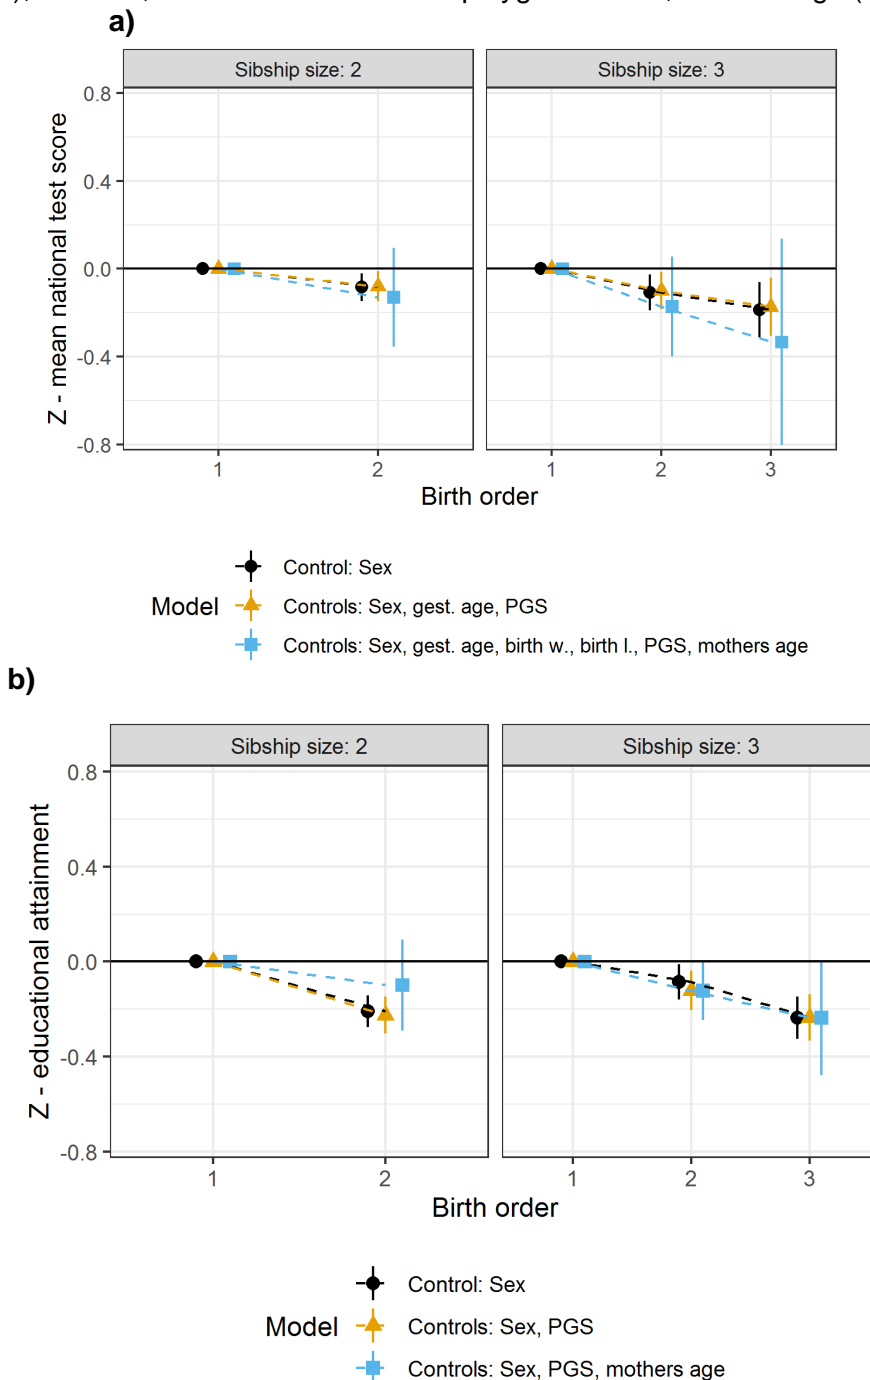 a)
Sibship size: 2
Sibship size: 3
Z - mean national test score
0.8
0.4
0.0
-0.4
-0.8
1
2
1
2
3
Birth order
Model
Control: Sex
Controls: Sex, gest. age, PGS
Controls: Sex, gest. age, birth w., birth l., PGS, mothers age
b)
Sibship size: 2
Sibship size: 3
Z - educational attainment
0.8
0.4
0.0
-0.4
-0.8
1
2
1
2
3
Birth order
Model
Control: Sex
Controls: Sex, PGS
Controls: Sex, PGS, mothers age